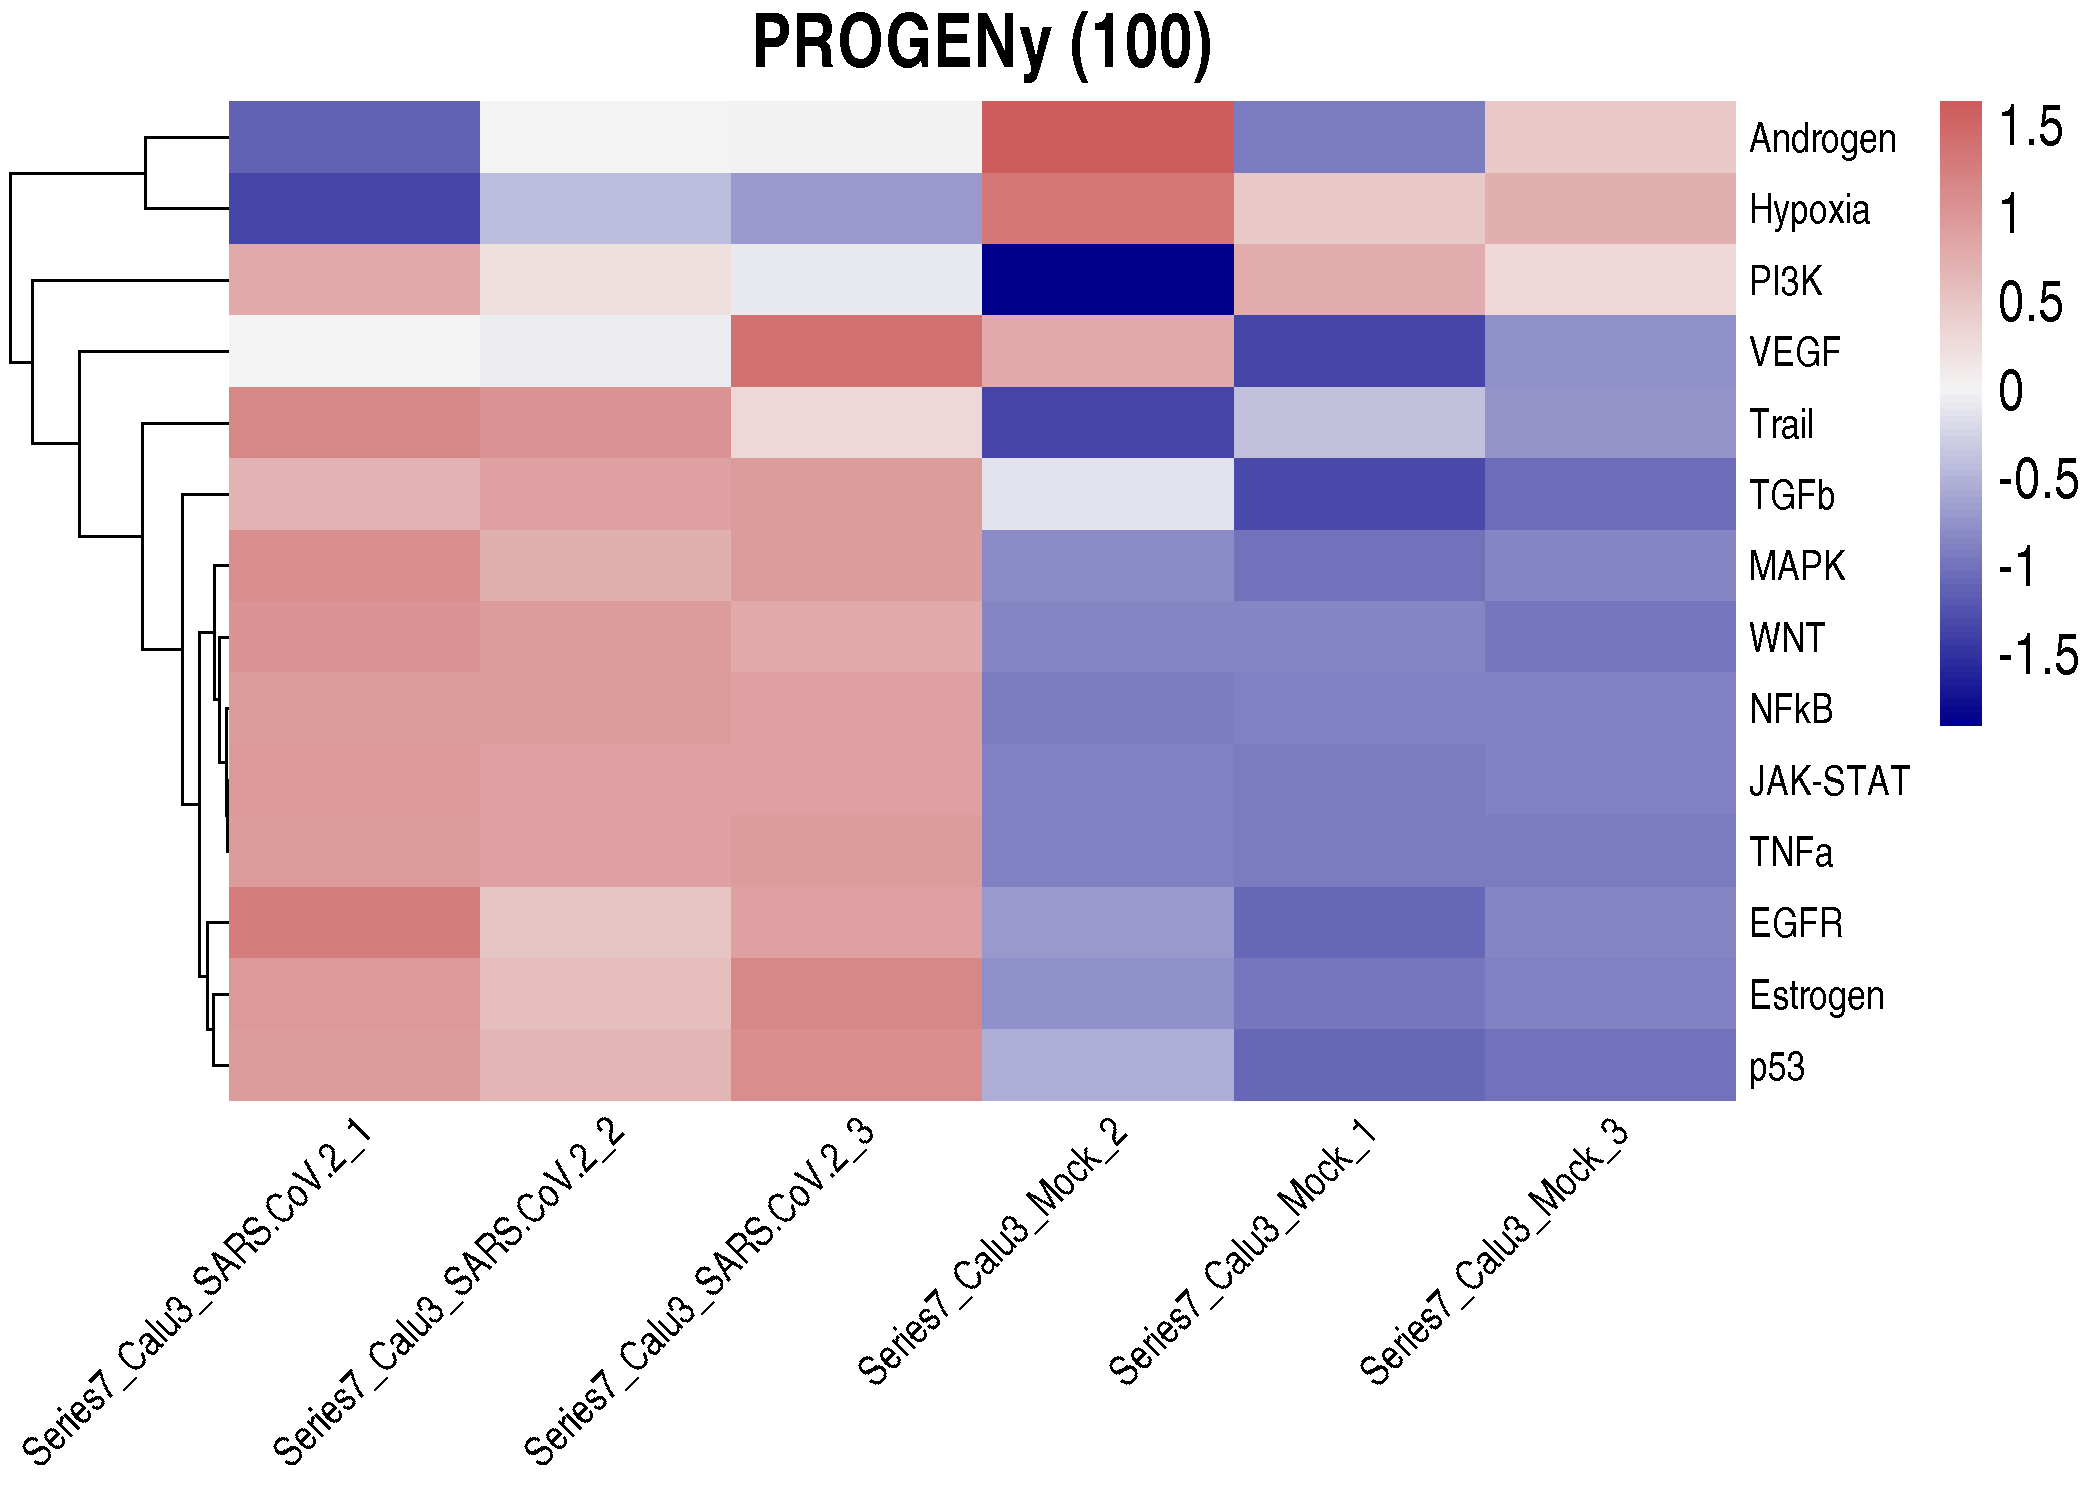 PROGENy (100)
Androgen
Hypoxia
PI3K
VEGF
Trail
TGFb
MAPK
WNT
NFkB
JAK-STAT
TNFa
EGFR
Estrogen
p53
1.5
1
0.5
0
-0.5
-1
-1.5
Series7_Calu3_SARS.CoV.2_1
Series7_Calu3_SARS.CoV.2_2
Series7_Calu3_SARS.CoV.2_3
Series7_Calu3_Mock_2
Series7_Calu3_Mock_1
Series7_Calu3_Mock_3